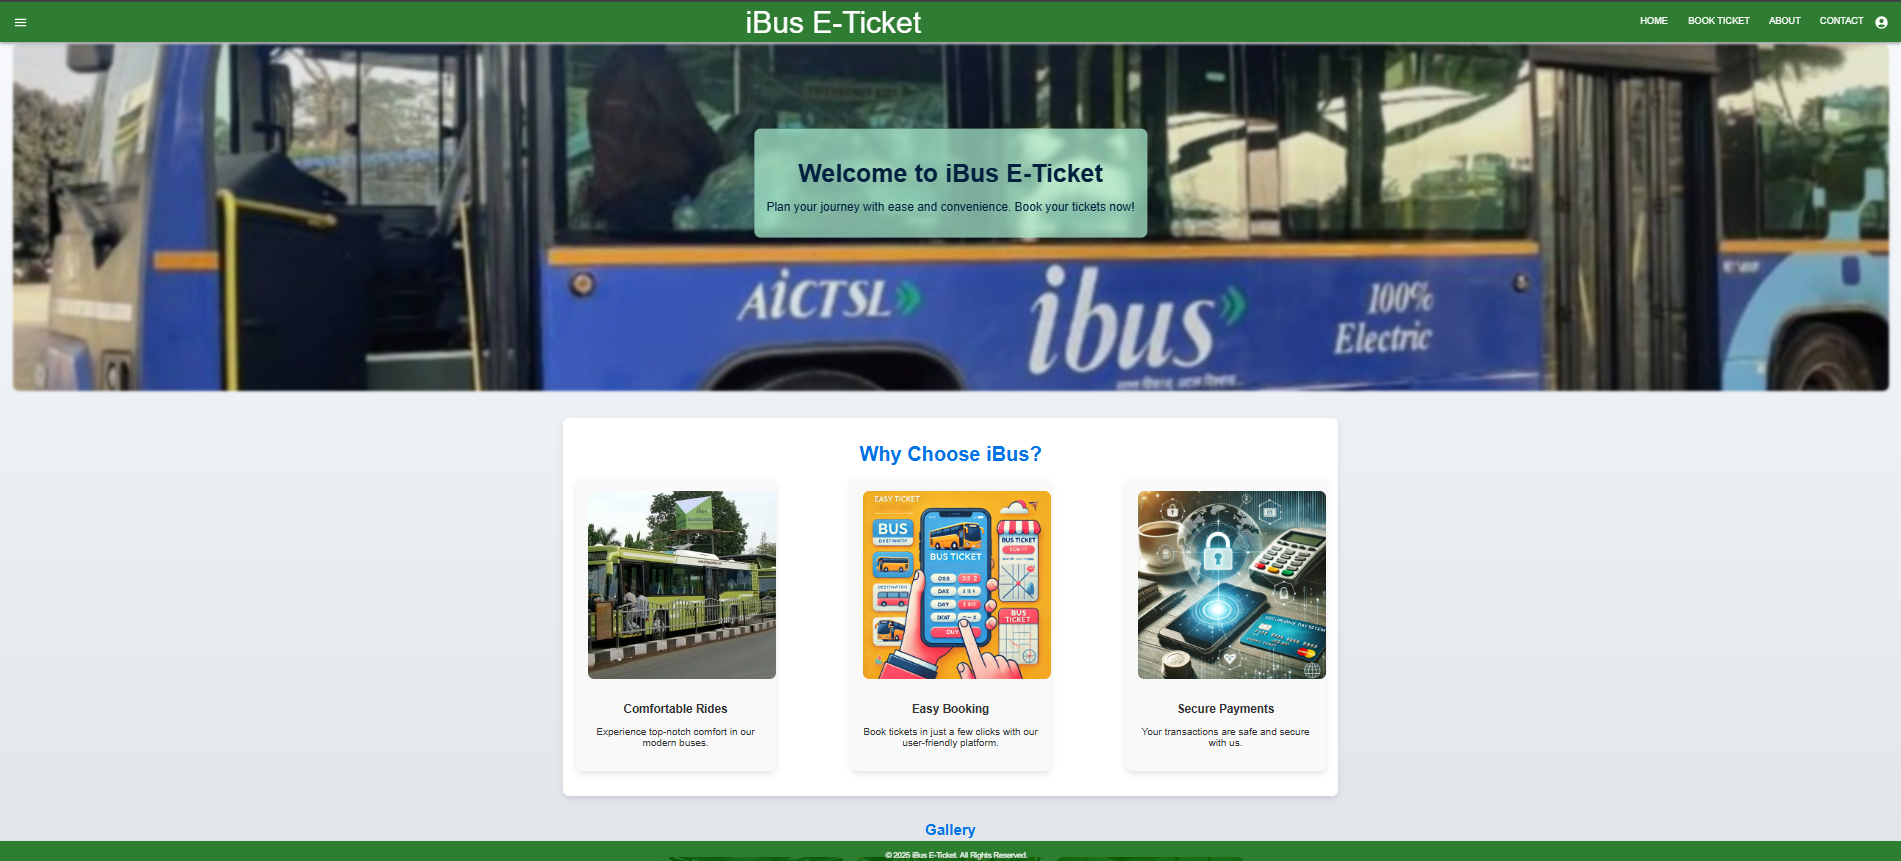 iBus E-Ticket
HOME
BOOK TICKET
ABOUT
CONTACT
Welcome to iBus E-Ticket
Plan your journey with ease and convenience. Book your tickets now!
AiCTSL
ibus
100%
Electric
Why Choose iBus?
EASY TICKET
BUS
BUS TICKET
BUS TICKET
BUS
TICKET
Comfortable Rides
Experience top-notch comfort in our
modern buses.
Easy Booking
Book tickets in just a few clicks with our
user-friendly platform.
Secure Payments
Your transactions are safe and secure
with us.
Gallery
© 2025 iBus E-Ticket. All Rights Reserved.